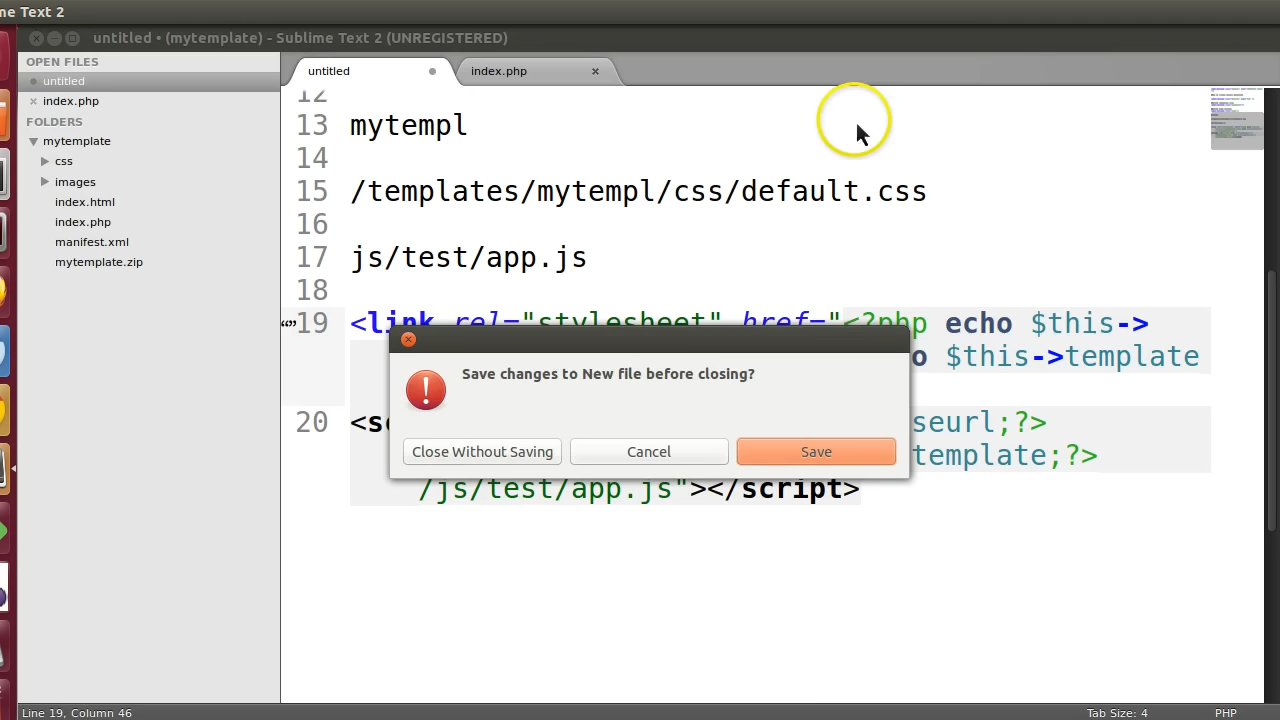 me Text 2
untitled • (mytemplate) - Sublime Text 2 (UNREGISTERED)
OPEN FILES
untitled
index.php
FOLDERS
mytemplate
css
images
index.html
index.php
manifest.xml
mytemplate.zip
untitled
index.php
12
13 mytempl
14
15 /templates/mytempl/css/default.css
16
17 js/test/app.js
18
19 <link rel="stylesheet" href="<?php echo $this->
o $this->template
20 <s
seurl;?>
template;?>
/js/test/app.js"></script>
Save changes to New file before closing?
Close Without Saving
Cancel
Save
Line 19, Column 46
Tab Size: 4
PHP